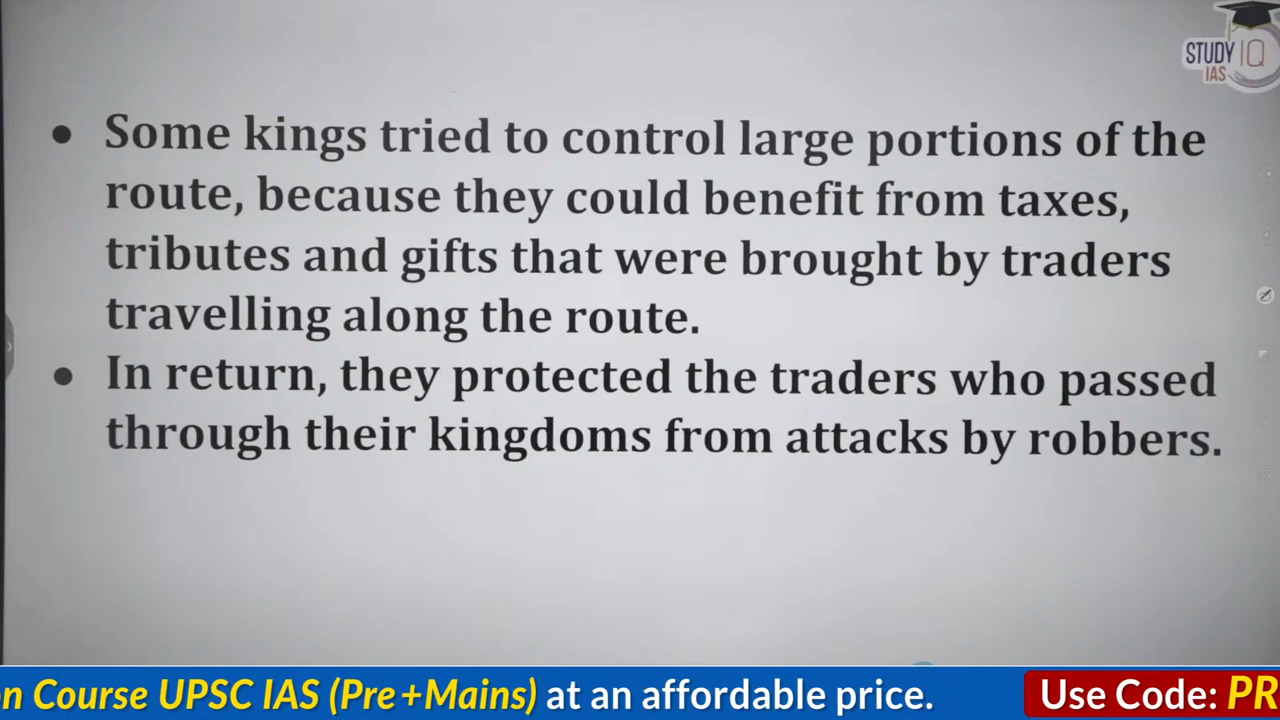 STUDY IQ
IAS
• Some kings tried to control large portions of the
route, because they could benefit from taxes,
tributes and gifts that were brought by traders
travelling along the route.
• In return, they protected the traders who passed
through their kingdoms from attacks by robbers.
Course UPSC IAS (Pre+Mains) at an affordable price.
Use Code: